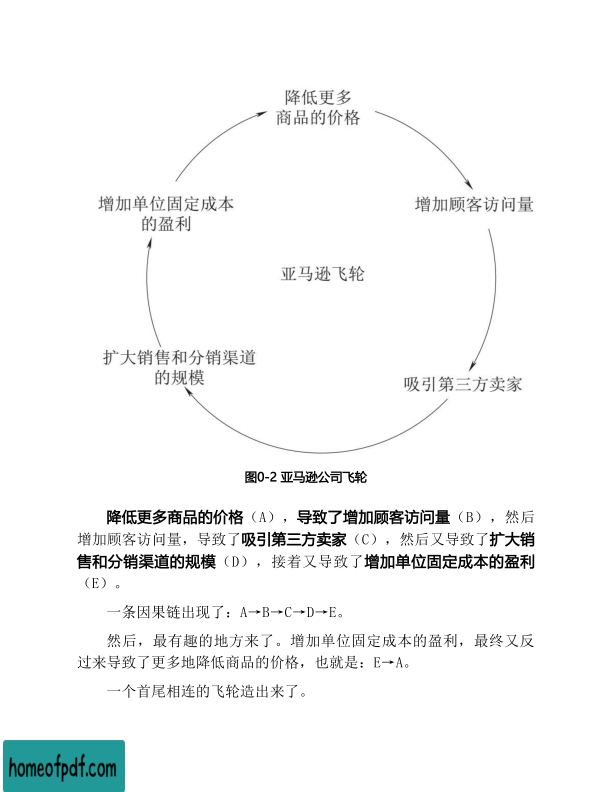 降低更多
商品的价格
增加顾客访问量
增加单位固定成本
的盈利
亚马逊飞轮
扩大销售和分销渠道
的规模
吸引第三方卖家
图0-2 亚马逊公司飞轮
降低更多商品的价格（A），导致了增加顾客访问量（B），然后
增加顾客访问量，导致了吸引第三方卖家（C），然后又导致了扩大销
售和分销渠道的规模（D），接着又导致了增加单位固定成本的盈利
（E）。
一条因果链出现了：A→B→C→D→E。
然后，最有趣的地方来了。增加单位固定成本的盈利，最终又反
过来导致了更多地降低商品的价格，也就是：E→A。
一个首尾相连的飞轮造出来了。
homeofpdf.com